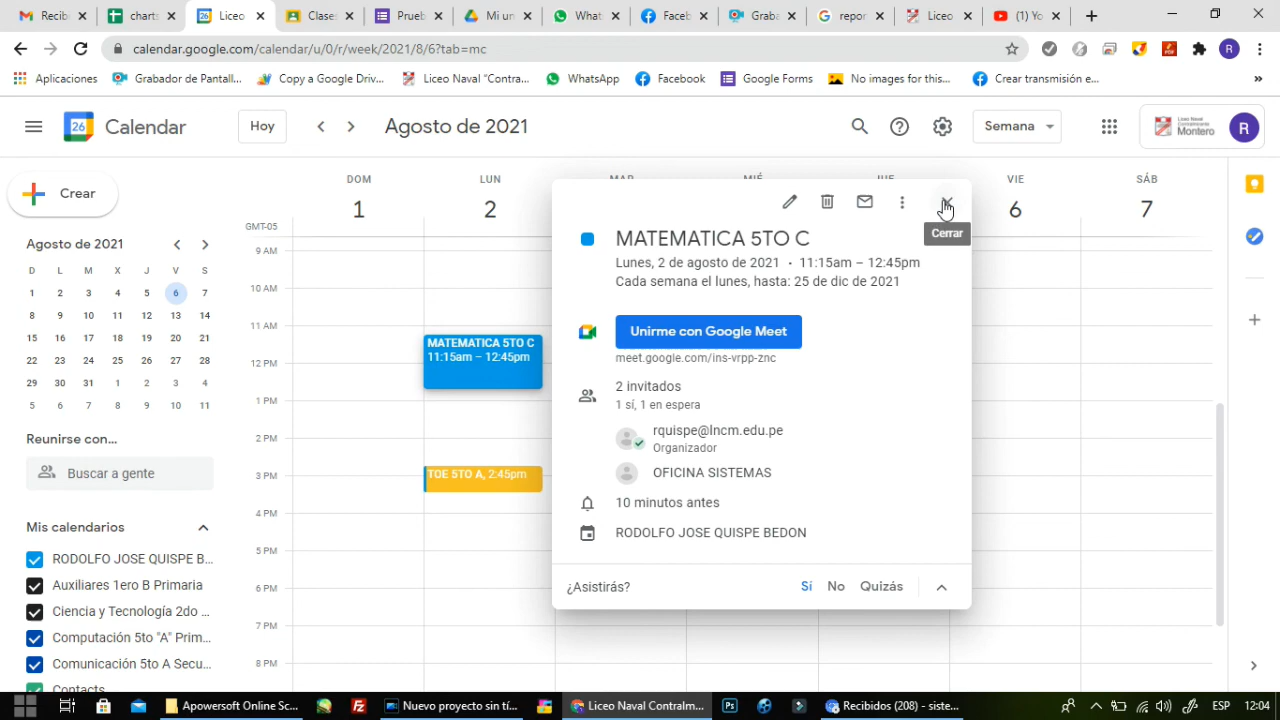 Recib
charts
Liceo
Clase
Prueb
Mi un
What
Faceb
Graba
repor
Liceo
(1) Yo
calendar.google.com/calendar/u/0/r/week/2021/8/6?tab=mc
R
Aplicaciones
Grabador de Pantall...
Copy a Google Driv...
Liceo Naval "Contra...
WhatsApp
Facebook
Google Forms
No images for this...
Crear transmisión e...
»
26
Calendar
Hoy
Agosto de 2021
Semana
Liceo Naval
Contralmirante
Montero
R
Crear
Agosto de 2021
D L M M J V S
1 2 3 4 5 6 7
8 9 10 11 12 13 14
15 16 17 18 19 20 21
22 23 24 25 26 27 28
29 30 31 1 2 3 4
5 6 7 8 9 10 11
Reunirse con...
Buscar a gente
Mis calendarios
RODOLFO JOSE QUISPE B...
Auxiliares 1ero B Primaria
Ciencia y Tecnología 2do ...
Computación 5to "A" Prim...
Comunicación 5to A Secu...
Contacts
DOM
1
LUN
2
MAR
MIÉ
JUE
VIE
6
SÁB
7
GMT-05
9 AM
10 AM
11 AM
12 PM
1 PM
2 PM
3 PM
4 PM
5 PM
6 PM
7 PM
8 PM
MATEMATICA 5TO C
11:15am – 12:45pm
TOE 5TO A, 2:45pm
Cerrar
MATEMATICA 5TO C
Lunes, 2 de agosto de 2021 · 11:15am – 12:45pm
Cada semana el lunes, hasta: 25 de dic de 2021
Unirme con Google Meet
meet.google.com/ins-vrpp-znc
2 invitados
1 sí, 1 en espera
rquispe@lncm.edu.pe
Organizador
OFICINA SISTEMAS
10 minutos antes
RODOLFO JOSE QUISPE BEDON
¿Asistirás?
Sí
No
Quizás
Apowersoft Online Sc...
Nuevo proyecto sin tí...
Liceo Naval Contralm...
Recibidos (208) - siste...
ESP
12:04